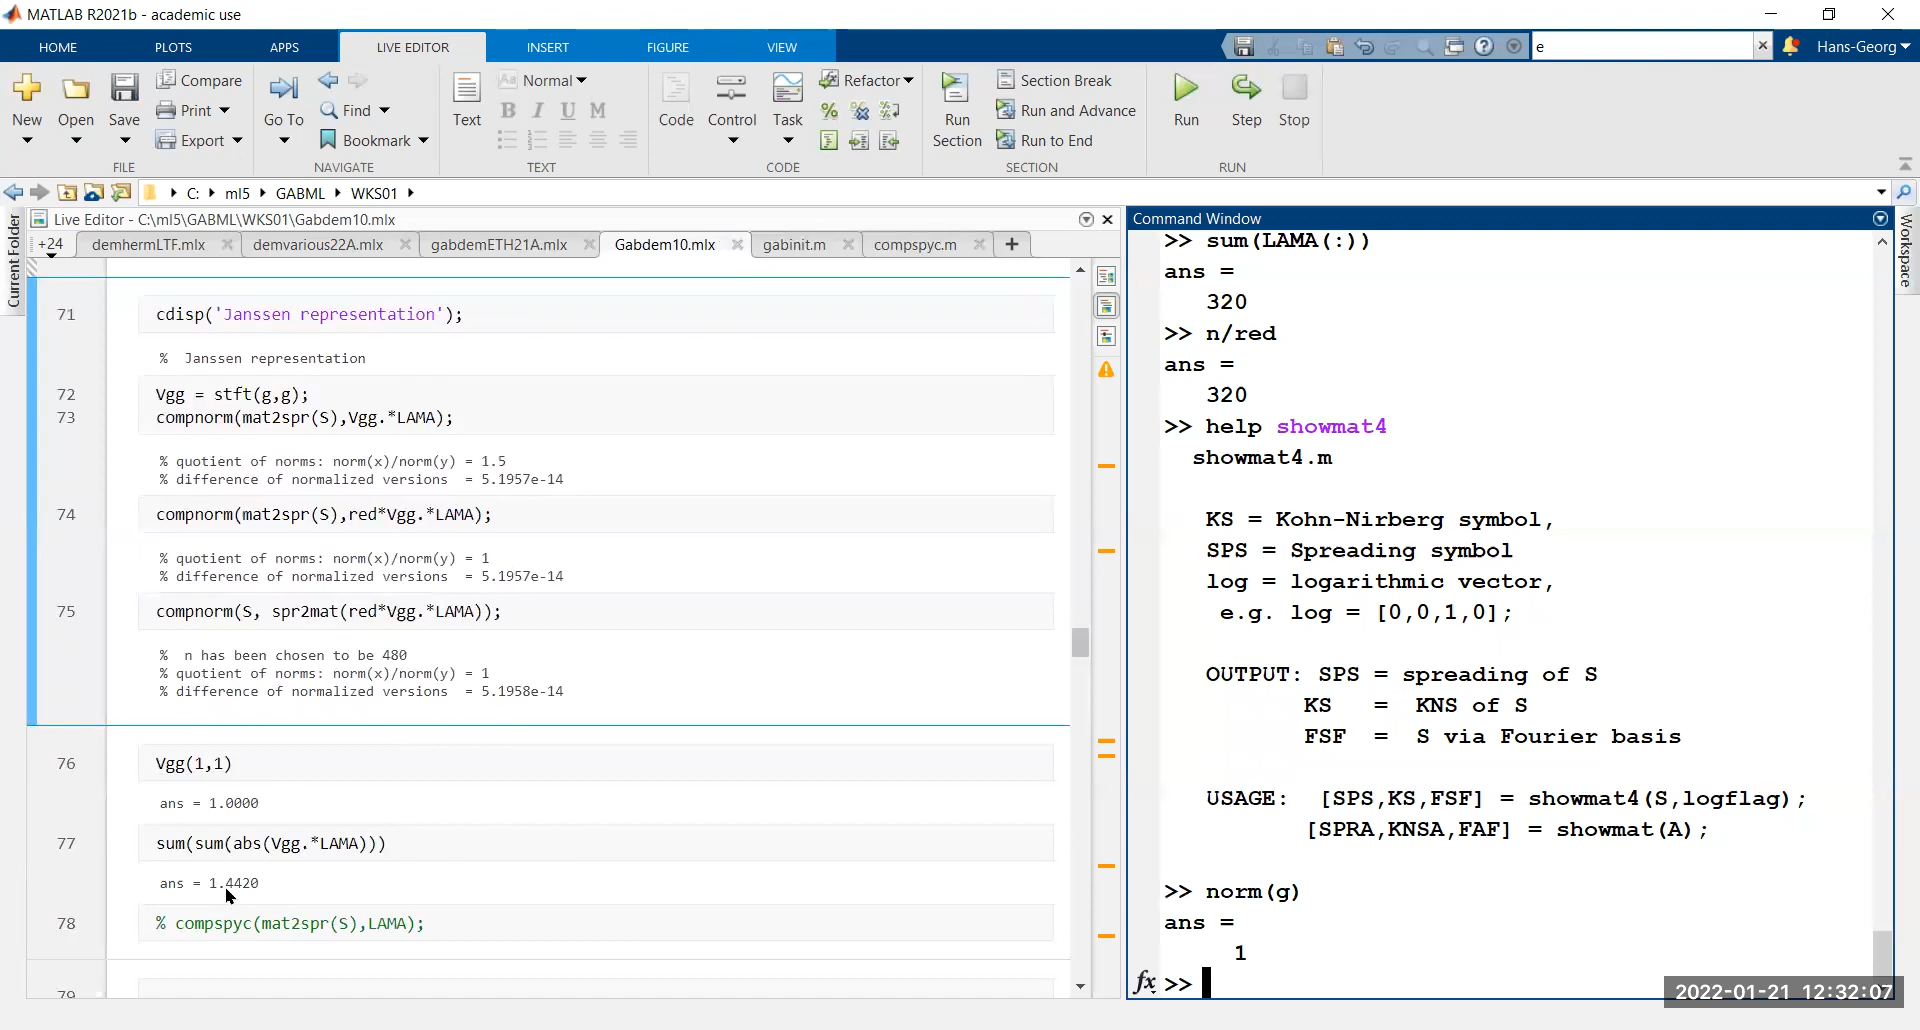 MATLAB R2021b - academic use
HOME PLOTS APPS LIVE EDITOR INSERT FIGURE VIEW e Hans-Georg
New Open Save Compare Print Export Go To Find Bookmark Text Normal B I U M Code Control Task Refactor Run Section Section Break Run and Advance Run to End Run Step Stop
FILE NAVIGATE TEXT CODE SECTION RUN
C: ml5 GABML WKS01
Current Folder
Live Editor - C:\ml5\GABML\WKS01\Gabdem10.mlx
+24 demhermLTF.mlx demvarious22A.mlx gabdemETH21A.mlx Gabdem10.mlx gabinit.m compspyc.m +
71 cdisp('Janssen representation');
% Janssen representation
72 Vgg = stft(g,g);
73 compnorm(mat2spr(S),Vgg.*LAMA);
% quotient of norms: norm(x)/norm(y) = 1.5
% difference of normalized versions = 5.1957e-14
74 compnorm(mat2spr(S),red*Vgg.*LAMA);
% quotient of norms: norm(x)/norm(y) = 1
% difference of normalized versions = 5.1957e-14
75 compnorm(S, spr2mat(red*Vgg.*LAMA));
% n has been chosen to be 480
% quotient of norms: norm(x)/norm(y) = 1
% difference of normalized versions = 5.1958e-14
76 Vgg(1,1)
ans = 1.0000
77 sum(sum(abs(Vgg.*LAMA)))
ans = 1.4420
78 % compspyc(mat2spr(S),LAMA);
79
Command Window
Workspace
>> sum(LAMA(:))
ans =
320
>> n/red
ans =
320
>> help showmat4
showmat4.m
KS = Kohn-Nirberg symbol,
SPS = Spreading symbol
log = logarithmic vector,
e.g. log = [0,0,1,0];
OUTPUT: SPS = spreading of S
KS = KNS of S
FSF = S via Fourier basis
USAGE: [SPS,KS,FSF] = showmat4(S,logflag);
[SPRA,KNSA,FAF] = showmat(A);
>> norm(g)
ans =
1
fx >>
2022-01-21 12:32:07